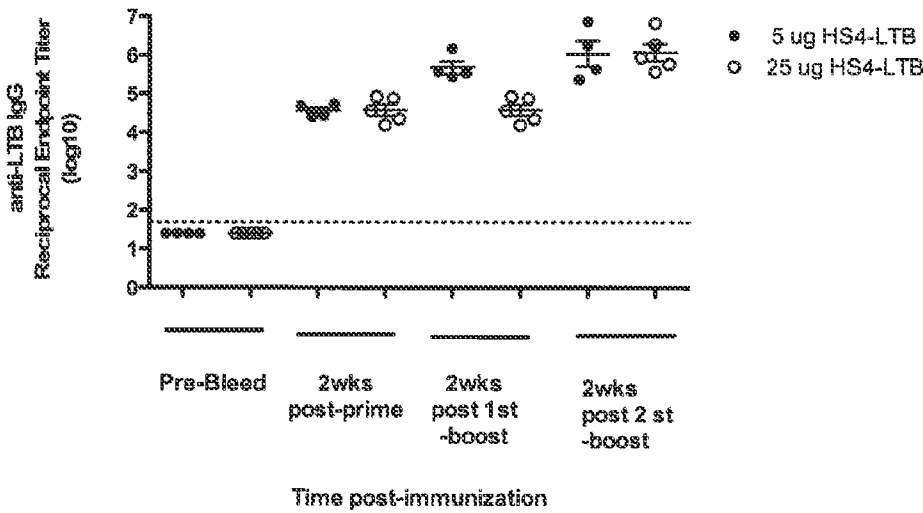 anti-LTB IgG
Reciprocal Endpoint Titer
(log10)
7
6
5
4
3
2
1
0
5 ug HS4-LTB
25 ug HS4-LTB
Pre-Bleed
2wks
post-prime
2wks
post 1st
-boost
2wks
post 2 st
-boost
Time post-immunization